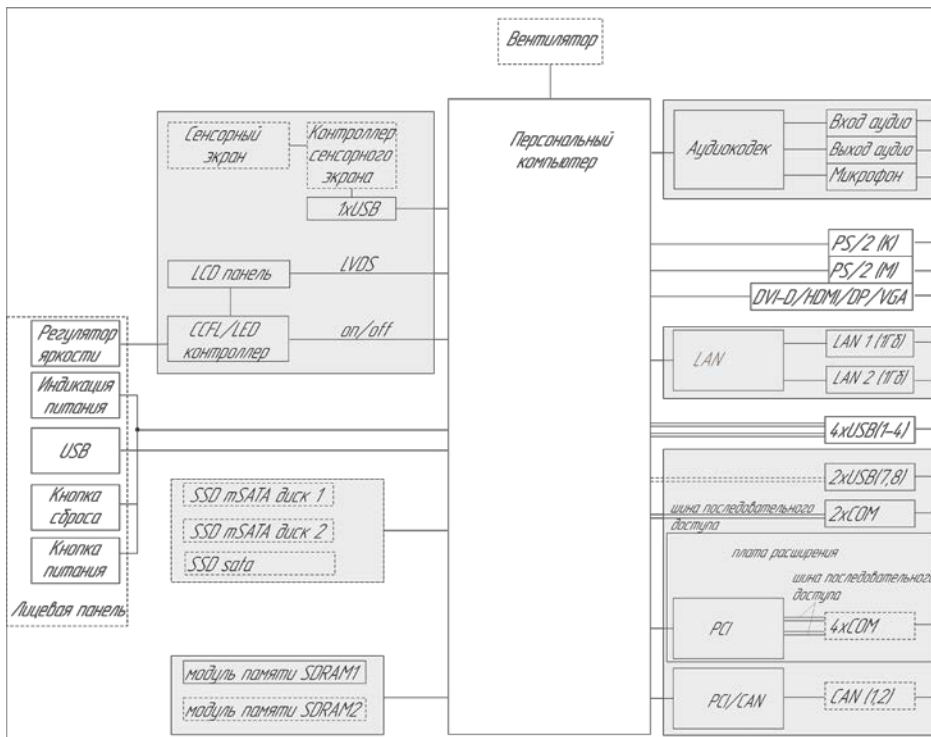 Вентилятор
Персональный
компьютер
Сенсорный
экран
Контроллер
сенсорного
экрана
1xUSB
LCD панель
LVDS
CCFL/LED
контроллер
on/off
Регулятор
яркости
Индикация
питания
USB
Кнопка
сброса
Кнопка
питания
Лицевая панель
SSD mSATA диск 1
SSD mSATA диск 2
SSD sata
модуль памяти SDRAM1
модуль памяти SDRAM2
Аудиокодек
Вход аудио
Выход аудио
Микрофон
PS/2 (K)
PS/2 (M)
DVI-D/HDMI/DP/VGA
LAN
LAN 1 (1Гб)
LAN 2 (1Гб)
4xUSB(1-4)
2xUSB(7,8)
шина последовательного
доступа
2xCOM
плата расширения
шина последовательного
доступа
PCI
4xCOM
PCI/CAN
CAN (1,2)